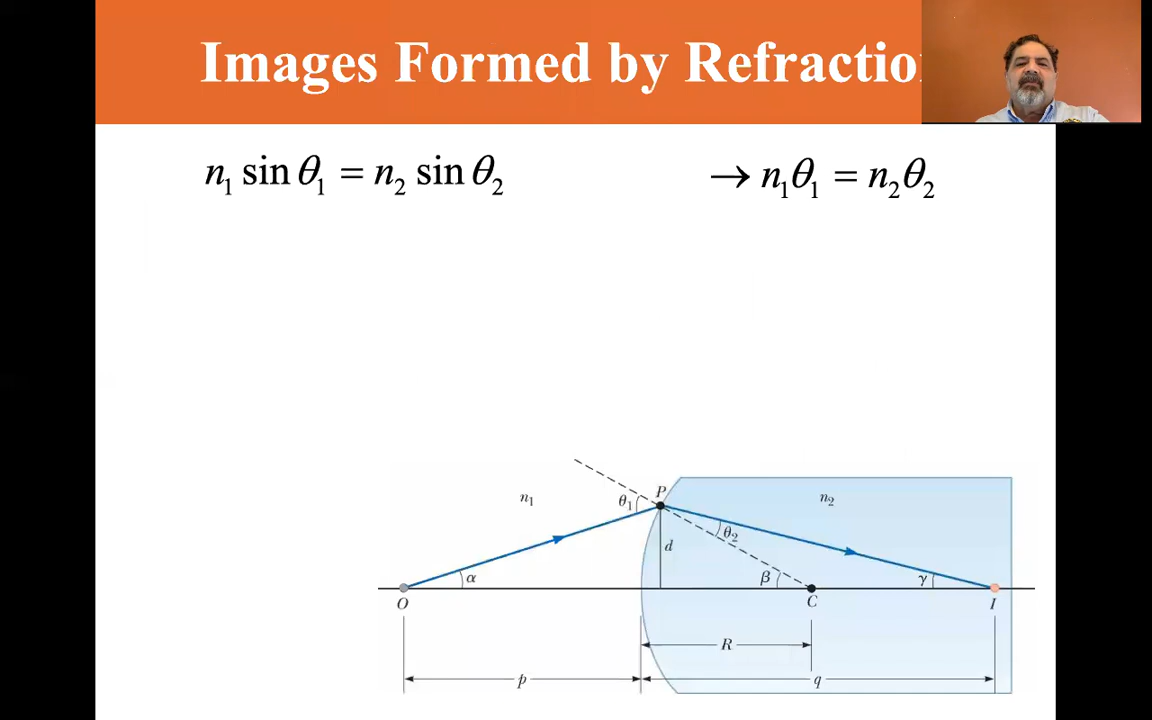 Images Formed by Refractio
n₁ sin θ₁ = n₂ sin θ₂
→ n₁θ₁ = n₂θ₂
n₁
θ₁
P
n₂
θ₂
d
α
β
γ
O
C
I
R
p
q